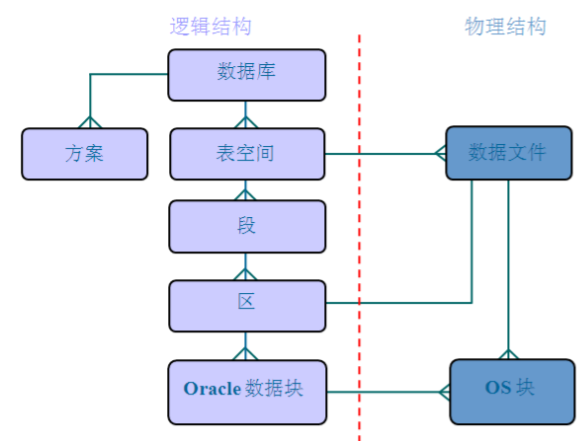 逻辑结构
物理结构
数据库
方案
表空间
数据文件
段
区
Oracle 数据块
OS 块